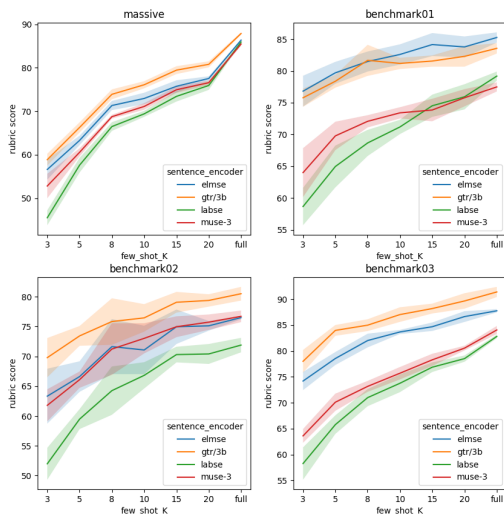 massive
90
80
70
60
50
rubric score
3 5 8 10 15 20 full
few_shot_K
sentence_encoder
elmse
gtr/3b
labse
muse-3
benchmark01
85
80
75
70
65
60
55
rubric score
3 5 8 10 15 20 full
few_shot_K
sentence_encoder
elmse
gtr/3b
labse
muse-3
benchmark02
80
75
70
65
60
55
50
rubric score
3 5 8 10 15 20 full
few_shot_K
sentence_encoder
elmse
gtr/3b
labse
muse-3
benchmark03
95
90
85
80
75
70
65
60
55
rubric score
3 5 8 10 15 20 full
few_shot_K
sentence_encoder
elmse
gtr/3b
labse
muse-3